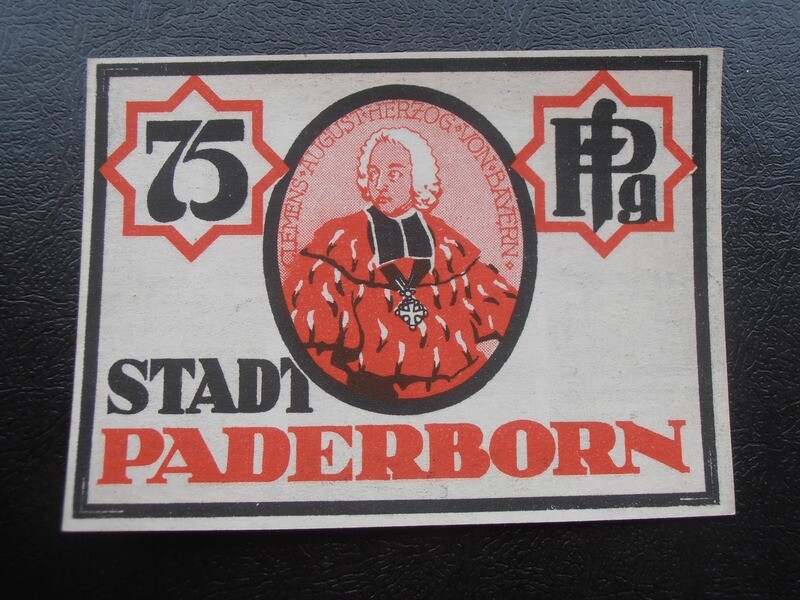 75
CLEMENS·AUGUST·HERZOG·VON·BAYERN·
Pfg
STADT
PADERBORN